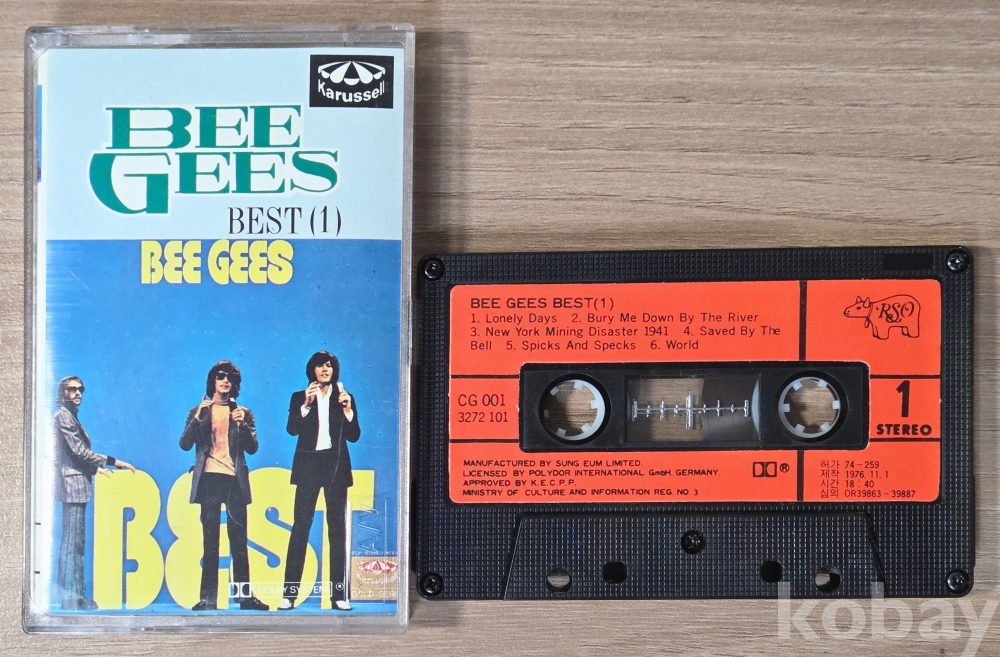 Karussell
BEE
GEES
BEST (1)
BEE GEES
BEST
DOLBY SYSTEM
Karussell
BEE GEES BEST(1)
1. Lonely Days 2. Bury Me Down By The River
3. New York Mining Disaster 1941 4. Saved By The
Bell 5. Spicks And Specks 6. World
RSO
CG 001
3272 101
1
STEREO
MANUFACTURED BY SUNG EUM LIMITED.
LICENSED BY POLYDOR INTERNATIONAL GmbH. GERMANY.
APPROVED BY K.E.C.P.P.
MINISTRY OF CULTURE AND INFORMATION REG. NO. 3
허가 74-259
제작 1976. 11. 1
시간 18 : 40
심의 OR39863-39887
kobay